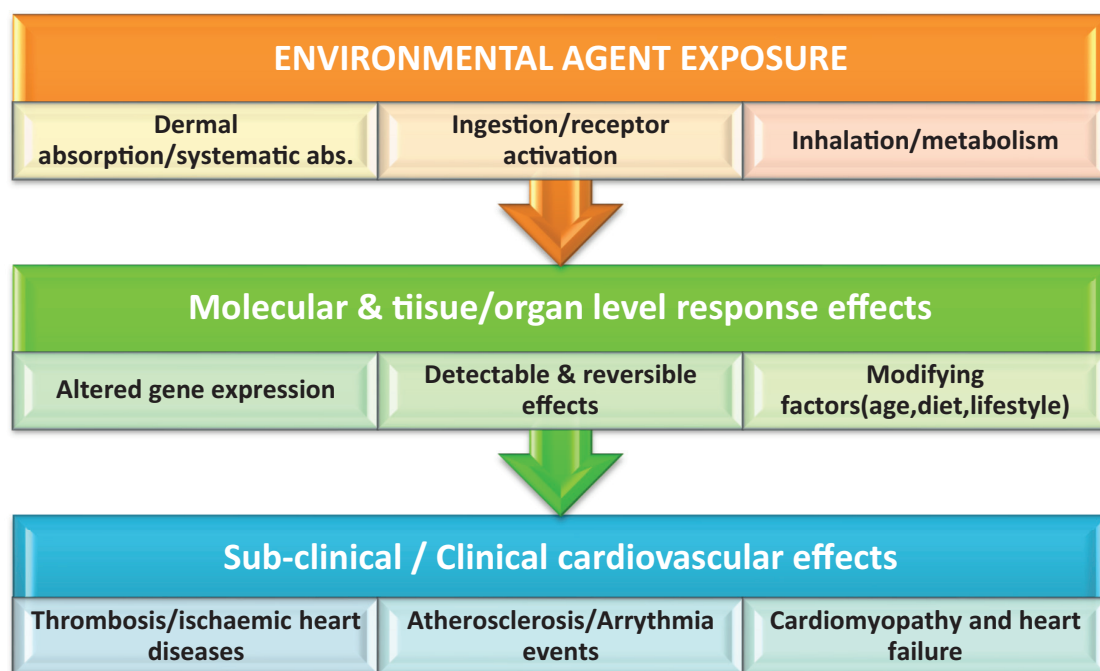 ENVIRONMENTAL AGENT EXPOSURE
Dermal
absorption/systematic abs.
Ingestion/receptor
activation
Inhalation/metabolism
Molecular & tiisue/organ level response effects
Altered gene expression
Detectable & reversible
effects
Modifying
factors(age,diet,lifestyle)
Sub-clinical / Clinical cardiovascular effects
Thrombosis/ischaemic heart
diseases
Atherosclerosis/Arrythmia
events
Cardiomyopathy and heart
failure